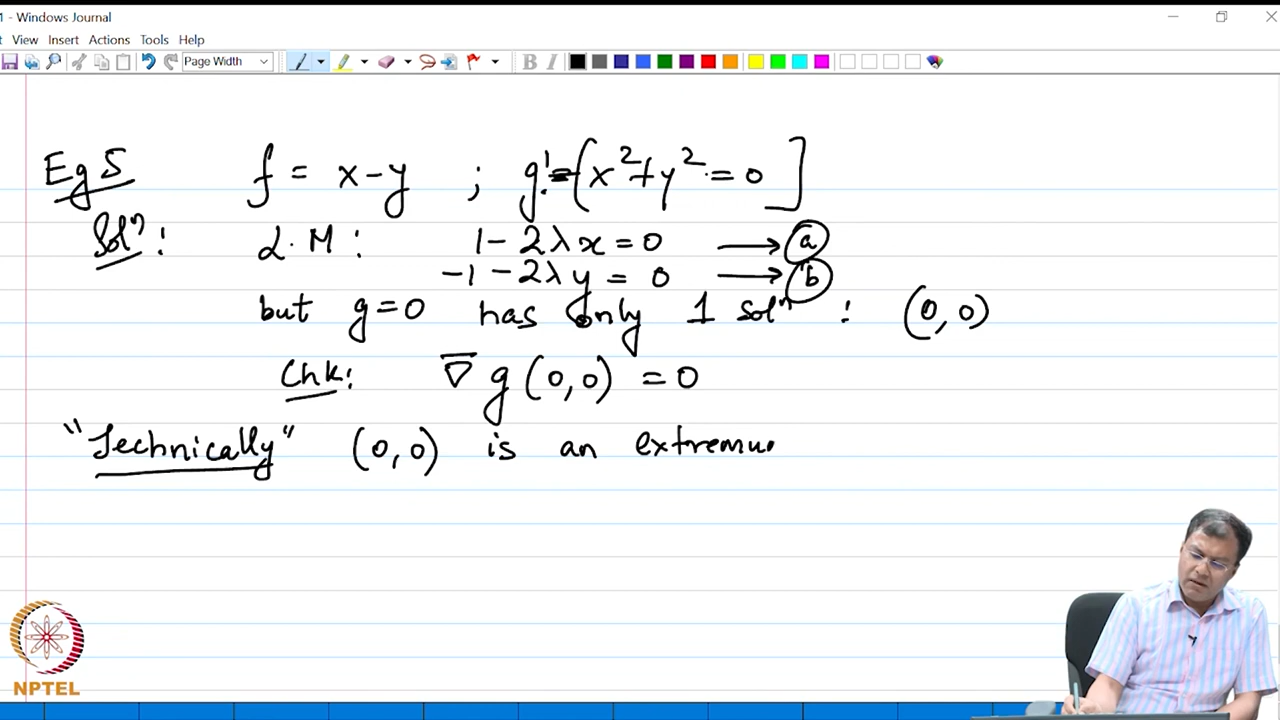 1 - Windows Journal
t View Insert Actions Tools Help
Page Width
B I
Eg 5 f = x-y ; g: [x²+y² = 0]
Solⁿ: L.M: 1-2λx = 0 → ⓐ
-1-2λy = 0 → ⓑ
but g=0 has only 1 solⁿ : (0,0)
Chk: ∇̅ g(0,0) = 0
"Technically" (0,0) is an extremu
NPTEL